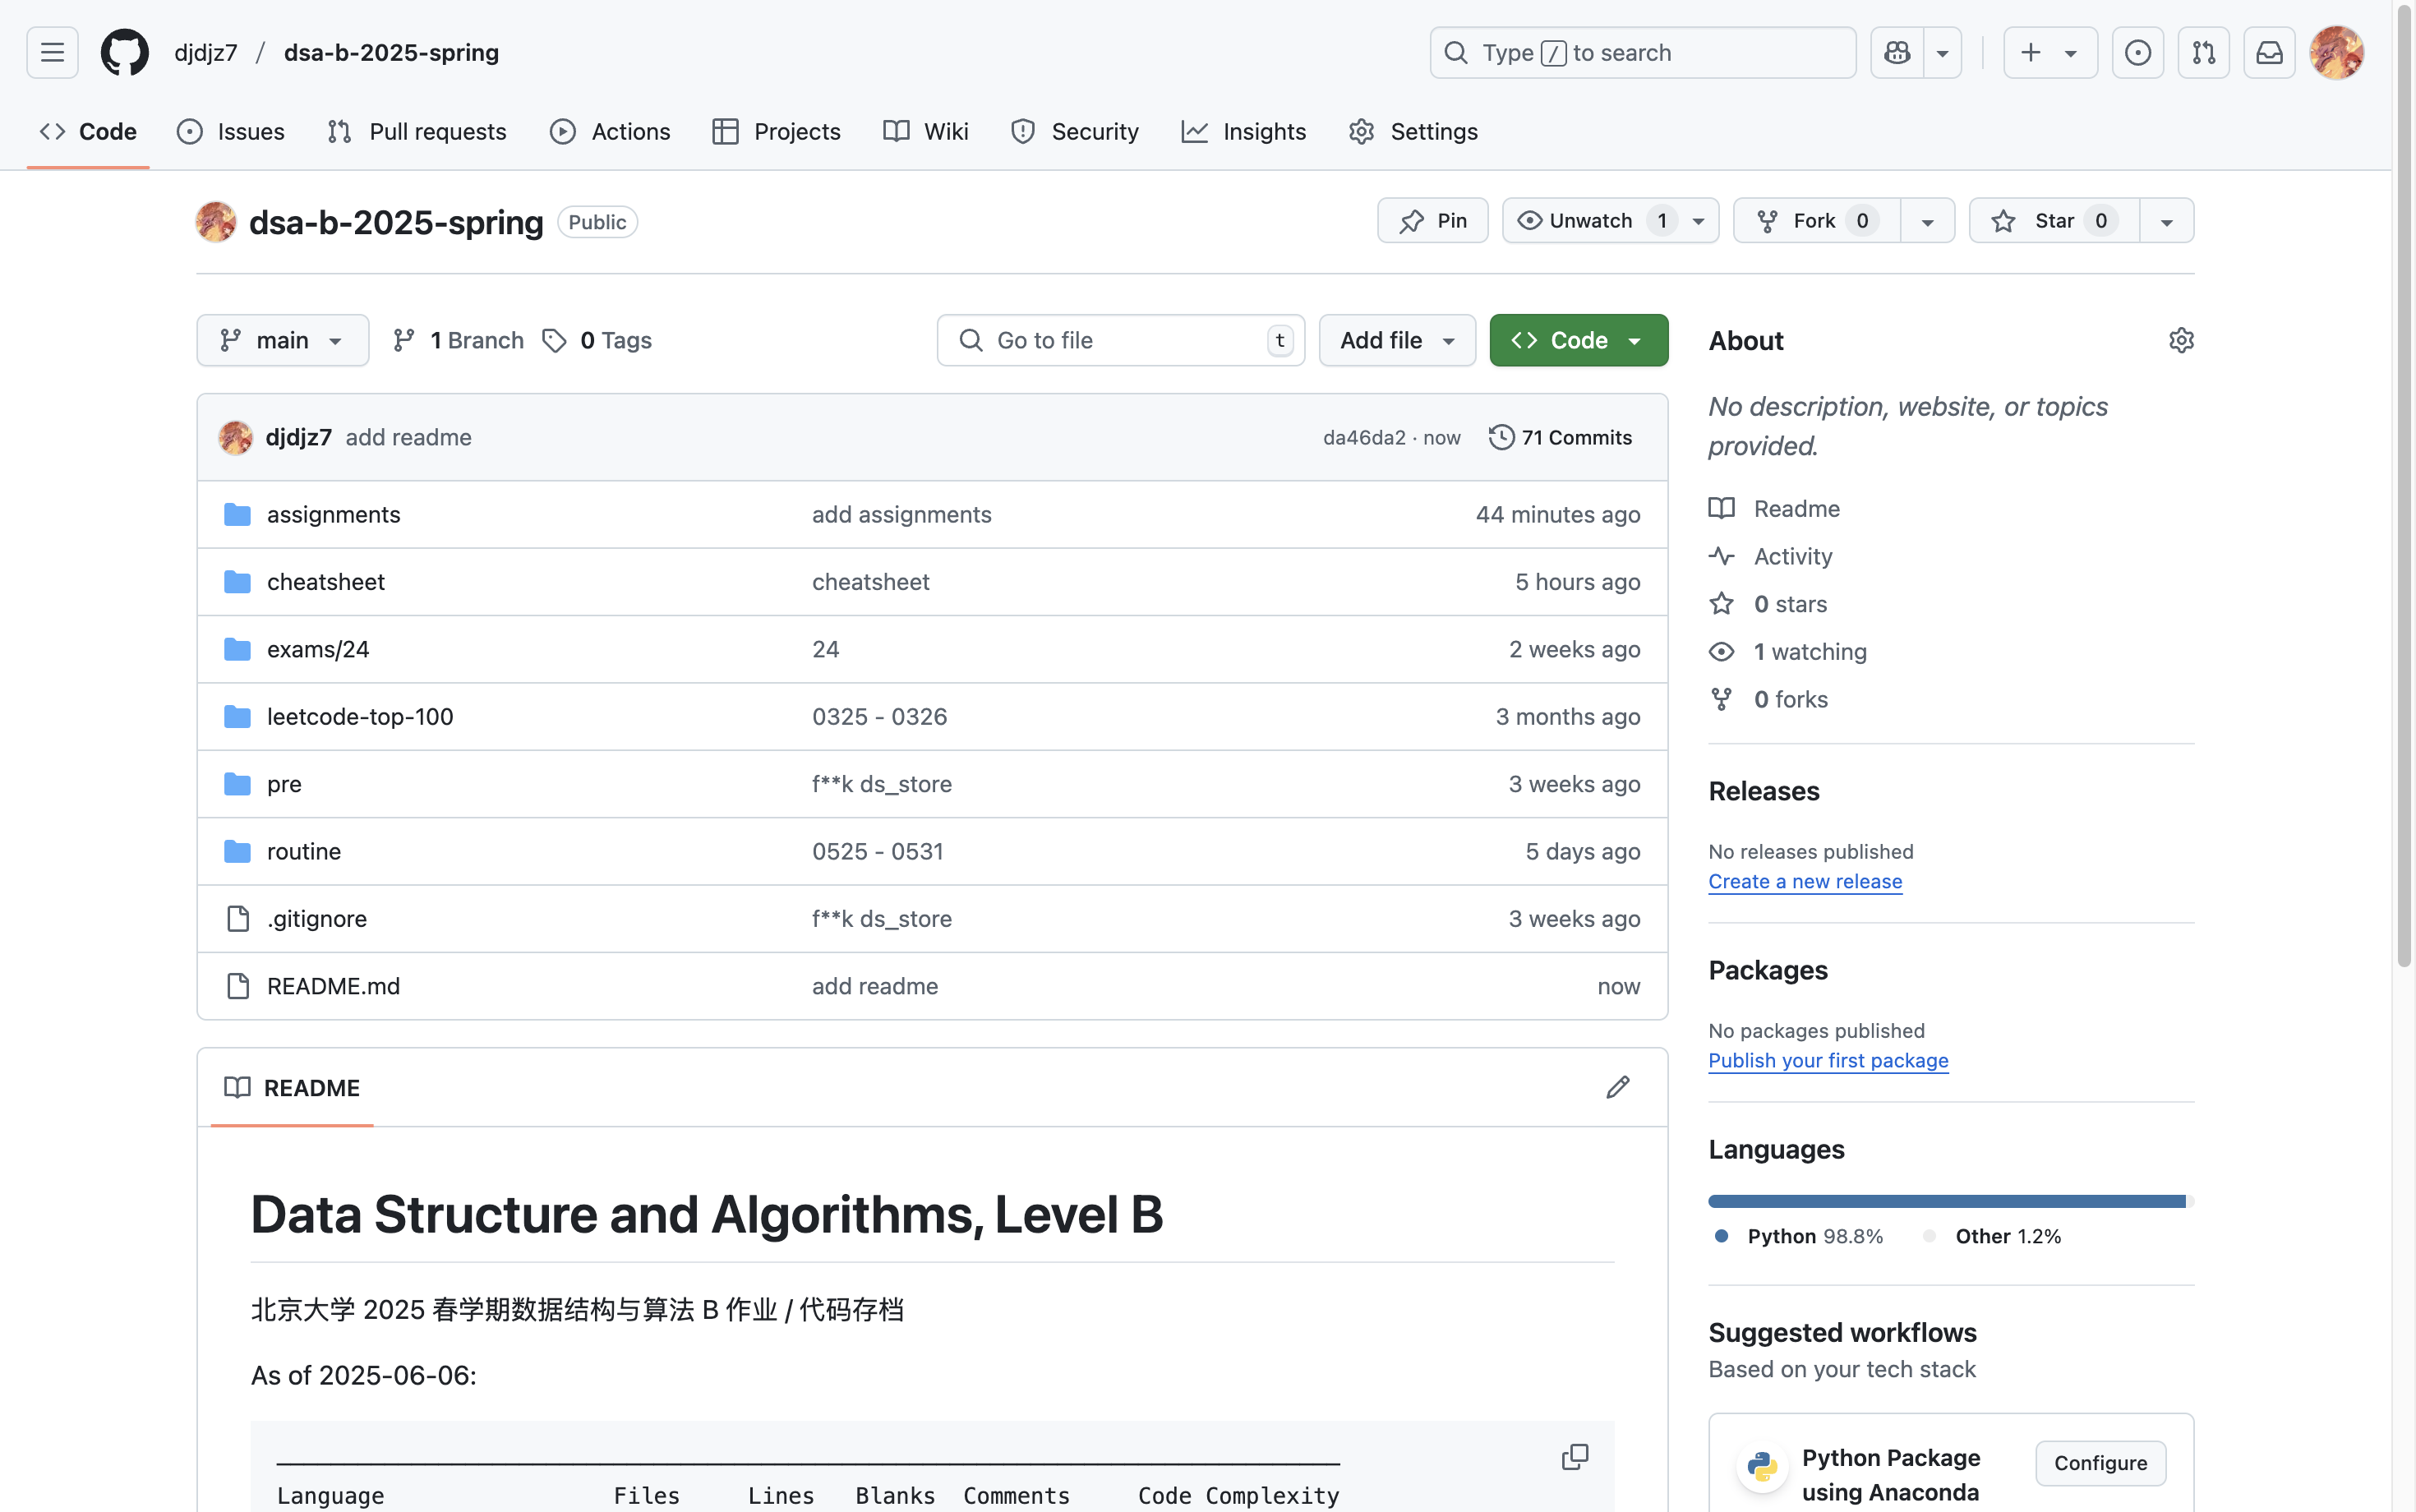 djdjz7 / dsa-b-2025-spring
Type / to search
Code Issues Pull requests Actions Projects Wiki Security Insights Settings
dsa-b-2025-spring Public
Pin Unwatch 1 Fork 0 Star 0
main 1 Branch 0 Tags
Go to file t Add file Code
djdjz7 add readme da46da2 · now 71 Commits
assignments add assignments 44 minutes ago
cheatsheet cheatsheet 5 hours ago
exams/24 24 2 weeks ago
leetcode-top-100 0325 - 0326 3 months ago
pre f**k ds_store 3 weeks ago
routine 0525 - 0531 5 days ago
.gitignore f**k ds_store 3 weeks ago
README.md add readme now
README
Data Structure and Algorithms, Level B
北京大学 2025 春学期数据结构与算法 B 作业 / 代码存档
As of 2025-06-06:
Language Files Lines Blanks Comments Code Complexity
About
No description, website, or topics
provided.
Readme
Activity
0 stars
1 watching
0 forks
Releases
No releases published
Create a new release
Packages
No packages published
Publish your first package
Languages
Python 98.8% Other 1.2%
Suggested workflows
Based on your tech stack
Python Package
using Anaconda
Configure